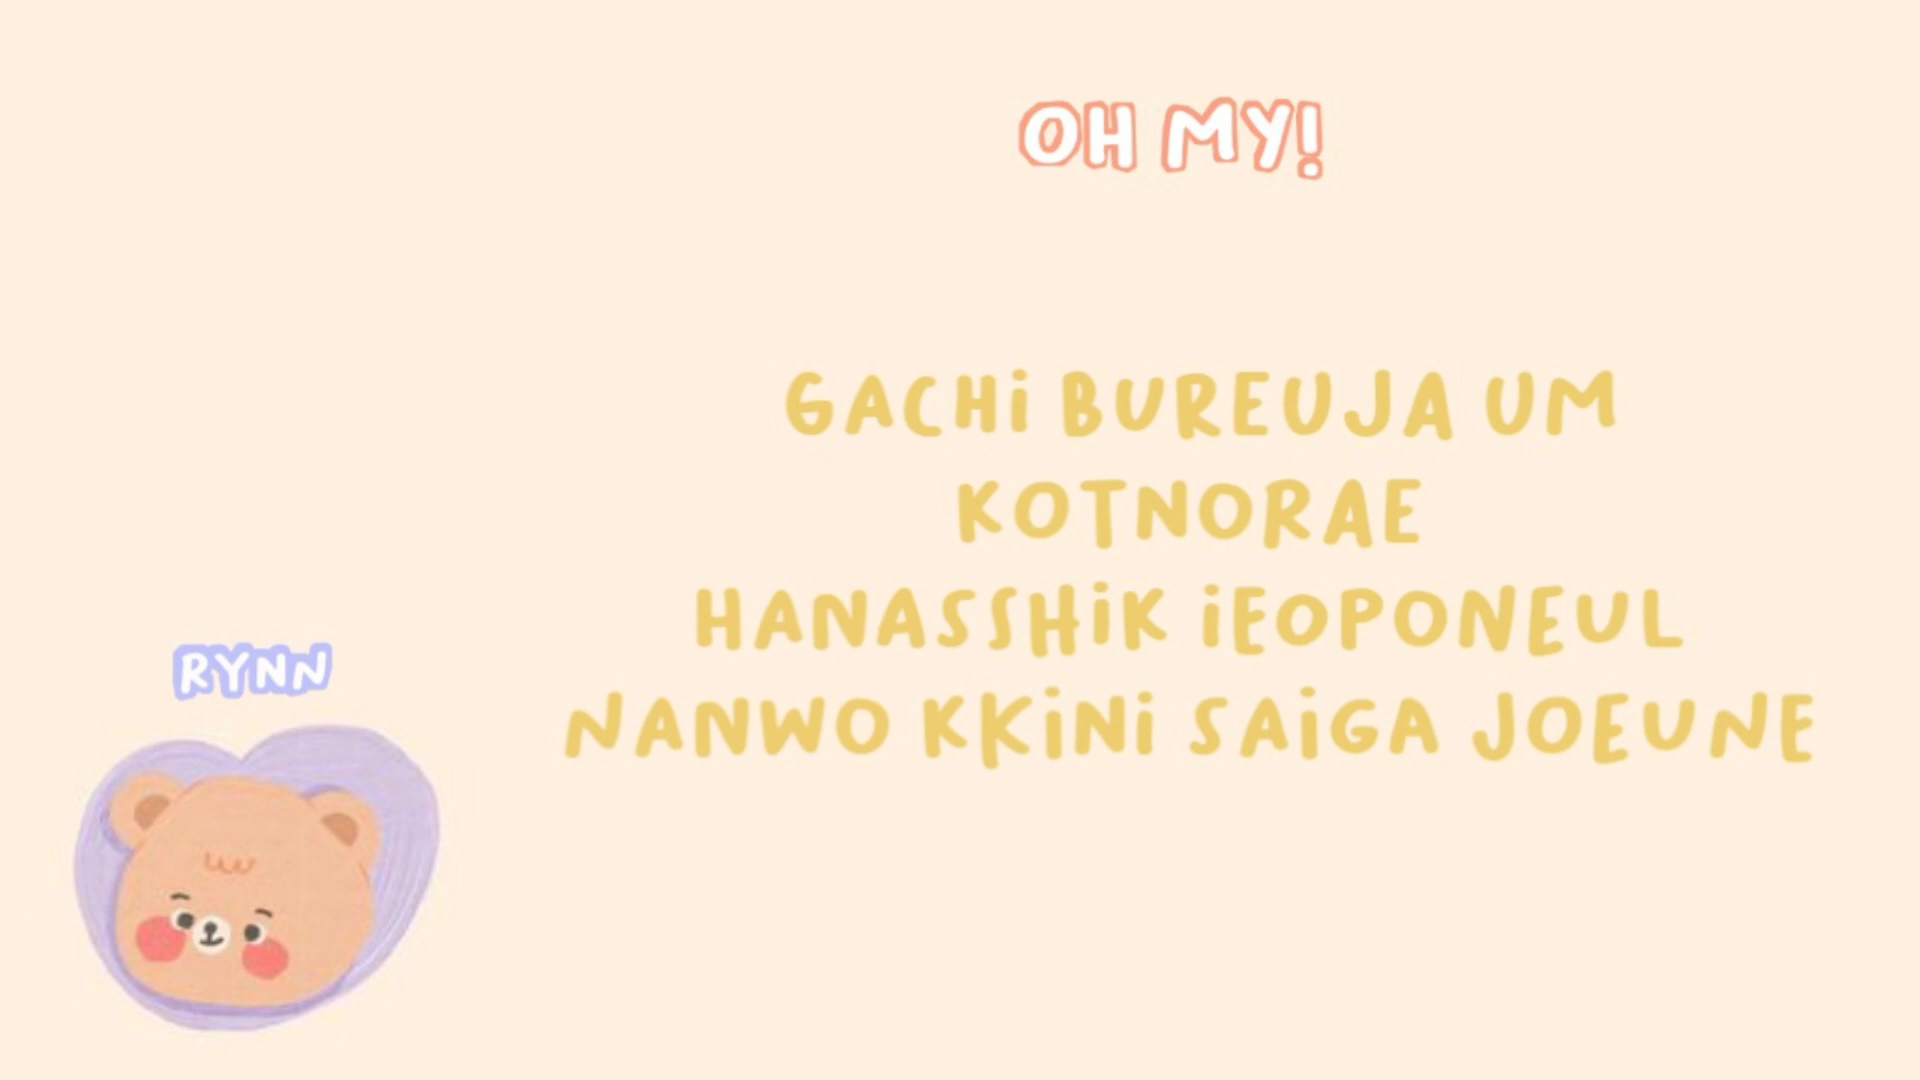 OH MY!
GACHi BUREUJA UM
KOTNORAE
HANASSHiK iEOPONEUL
NANWO KKiNi SAiGA JOEUNE
RYNN